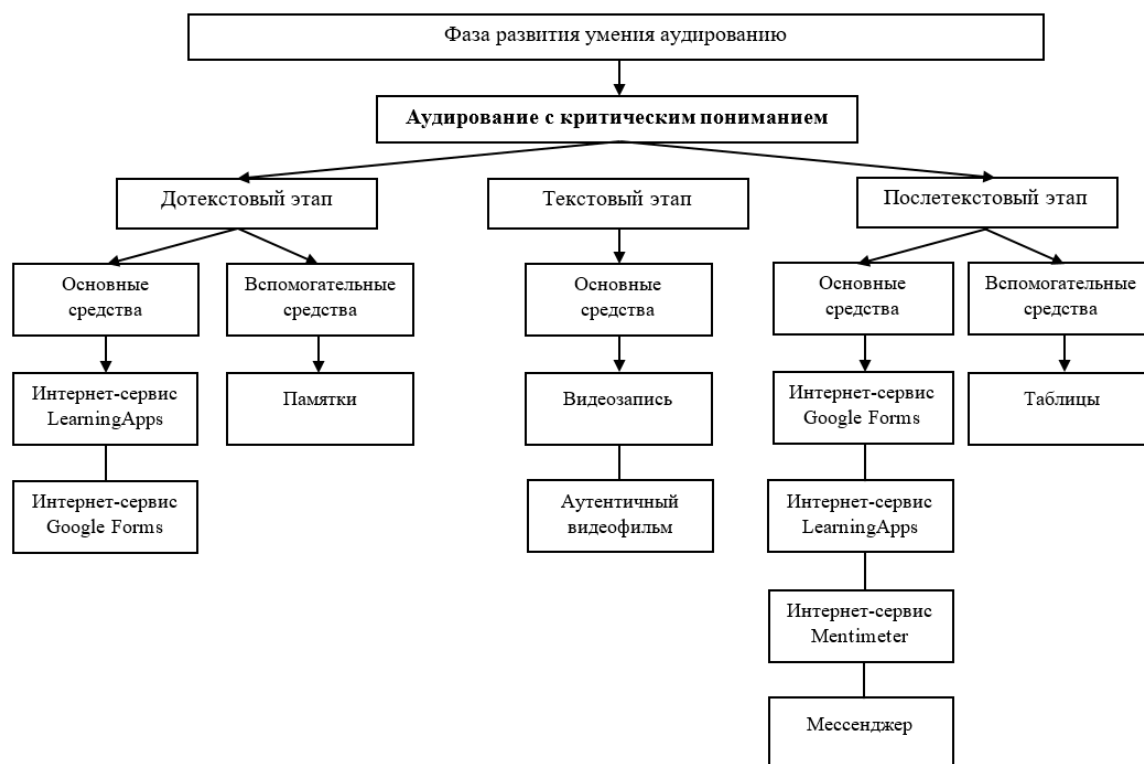 Фаза развития умения аудированию
Аудирование с критическим пониманием
Дотекстовый этап
Текстовый этап
Послетекстовый этап
Основные
средства
Вспомогательные
средства
Основные
средства
Основные
средства
Вспомогательные
средства
Интернет-сервис
LearningApps
Памятки
Видеозапись
Интернет-сервис
Google Forms
Таблицы
Интернет-сервис
Google Forms
Аутентичный
видеофильм
Интернет-сервис
LearningApps
Интернет-сервис
Mentimeter
Мессенджер